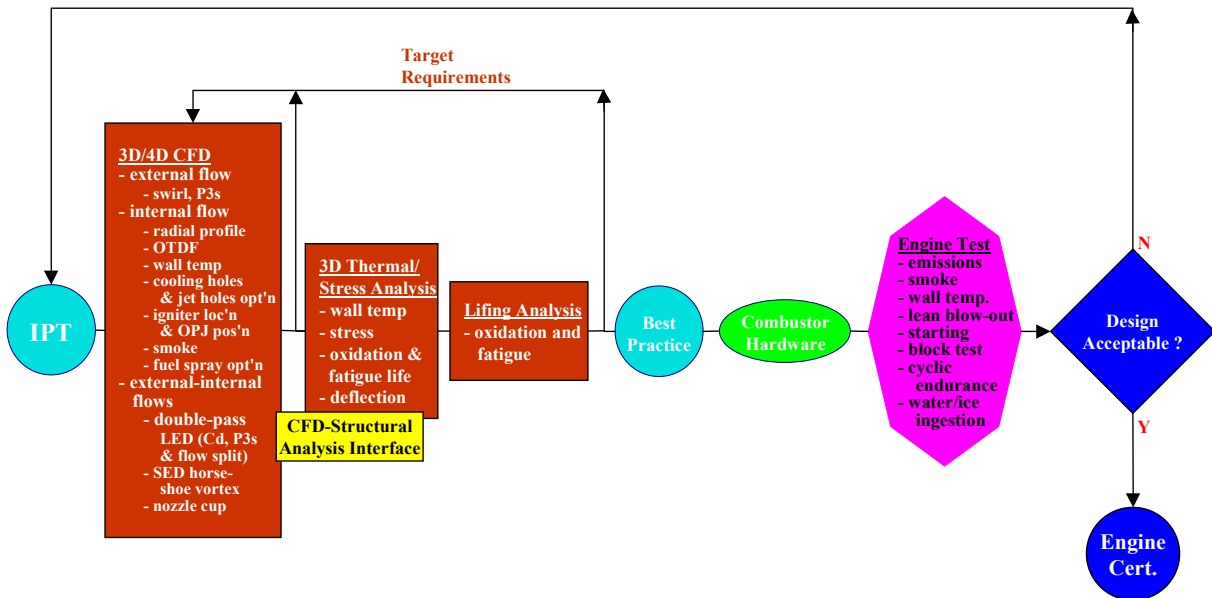 Target
Requirements
IPT
3D/4D CFD
- external flow
- swirl, P3s
- internal flow
- radial profile
- OTDF
- wall temp
- cooling holes
& jet holes opt'n
- igniter loc'n
& OPJ pos'n
- smoke
- fuel spray opt'n
- external-internal
flows
- double-pass
LED (Cd, P3s
& flow split)
- SED horse-
shoe vortex
- nozzle cup
3D Thermal/
Stress Analysis
- wall temp
- stress
- oxidation &
fatigue life
- deflection
CFD-Structural
Analysis Interface
Lifing Analysis
- oxidation and
fatigue
Best
Practice
Combustor
Hardware
Engine Test
- emissions
- smoke
- wall temp.
- lean blow-out
- starting
- block test
- cyclic
endurance
- water/ice
ingestion
Design
Acceptable ?
N
Y
Engine
Cert.